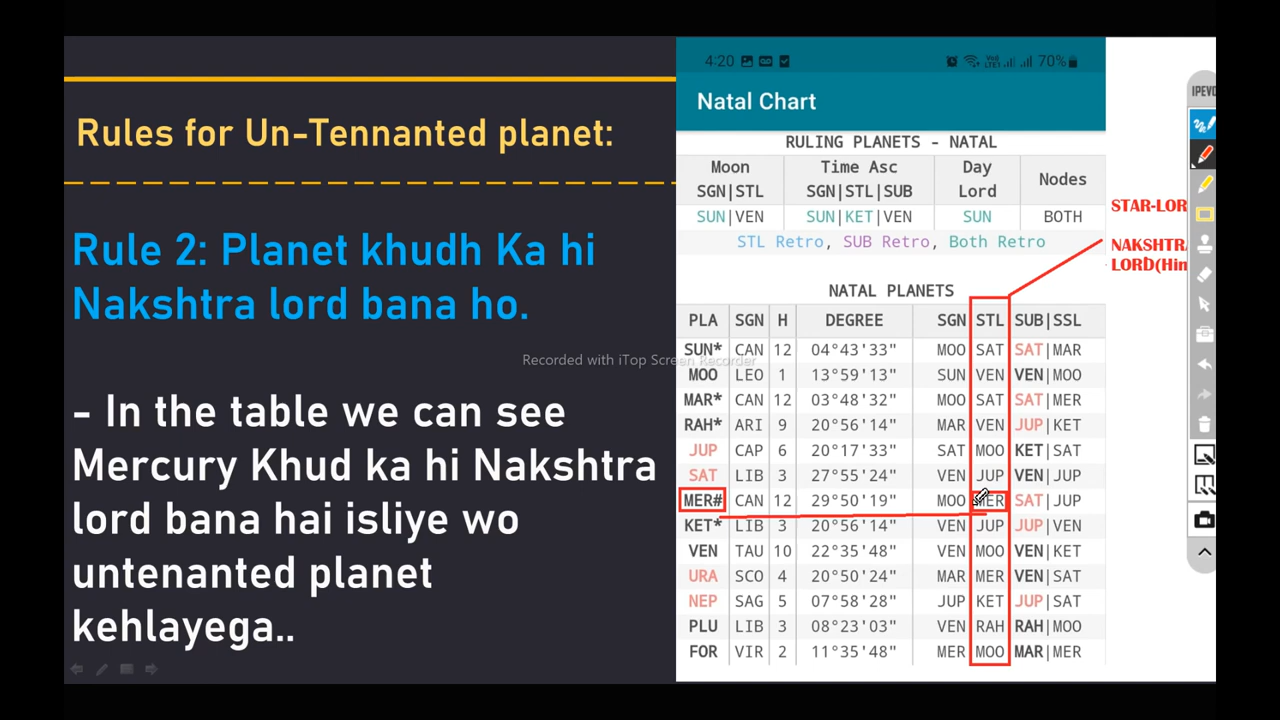 Rules for Un-Tennanted planet:
Rule 2: Planet khudh Ka hi
Nakshtra lord bana ho.
- In the table we can see
Mercury Khud ka hi Nakshtra
lord bana hai isliye wo
untenanted planet
kehlayega..
Recorded with iTop Screen Recorder
4:20 70%
Natal Chart
RULING PLANETS - NATAL
Moon Time Asc Day Nodes
SGN|STL SGN|STL|SUB Lord
SUN|VEN SUN|KET|VEN SUN BOTH
STL Retro, SUB Retro, Both Retro
NATAL PLANETS
PLA SGN H DEGREE SGN STL SUB|SSL
SUN* CAN 12 04°43'33" MOO SAT SAT|MAR
MOO LEO 1 13°59'13" SUN VEN VEN|MOO
MAR* CAN 12 03°48'32" MOO SAT SAT|MER
RAH* ARI 9 20°56'14" MAR VEN JUP|KET
JUP CAP 6 20°17'33" SAT MOO KET|SAT
SAT LIB 3 27°55'24" VEN JUP VEN|JUP
MER# CAN 12 29°50'19" MOO MER SAT|JUP
KET* LIB 3 20°56'14" VEN JUP JUP|VEN
VEN TAU 10 22°35'48" VEN MOO VEN|KET
URA SCO 4 20°50'24" MAR MER VEN|SAT
NEP SAG 5 07°58'28" JUP KET JUP|SAT
PLU LIB 3 08°23'03" VEN RAH RAH|MOO
FOR VIR 2 11°35'48" MER MOO MAR|MER
STAR-LOR
NAKSHTR
LORD(Hin
IPEVO